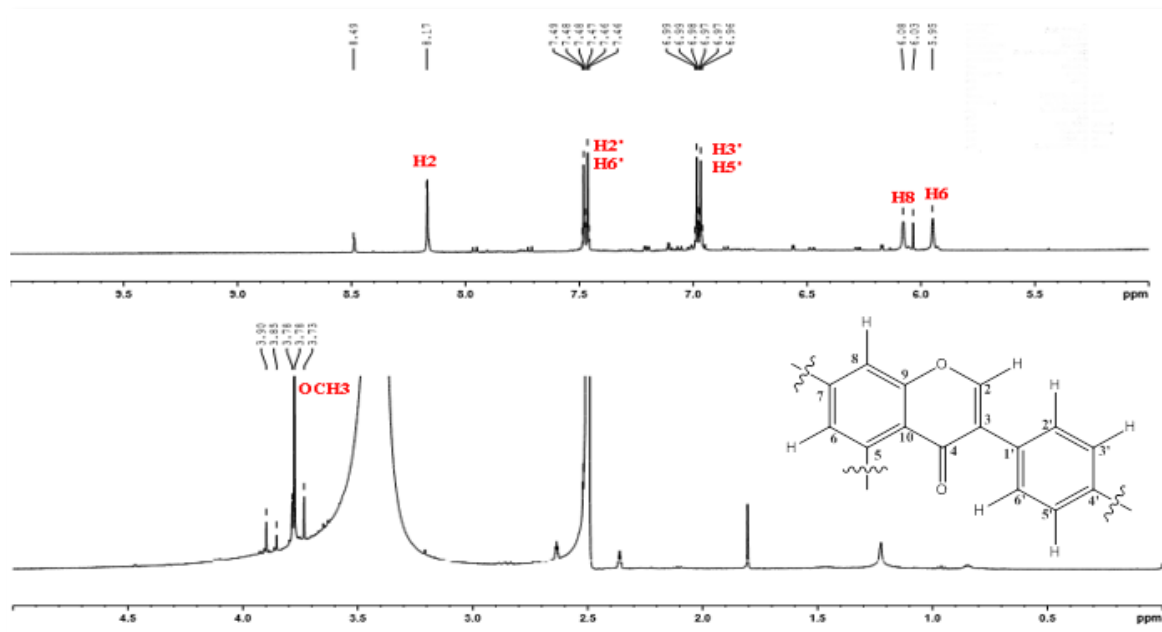 8.49 8.17 7.49 7.48 7.48 7.47 7.46 7.46 6.99 6.99 6.98 6.97 6.97 6.96 6.08 6.03 5.95
H2 H2' H3' H8 H6
H6' H5'
9.5 9.0 8.5 8.0 7.5 7.0 6.5 6.0 5.5 ppm
3.90 3.85 3.78 3.78 3.73
OCH3
H
8 O H
9 2 H
7 2' H
3 3'
6 10 1'
H 5 4
6' 4'
O H 5'
H
4.5 4.0 3.5 3.0 2.5 2.0 1.5 1.0 0.5 ppm